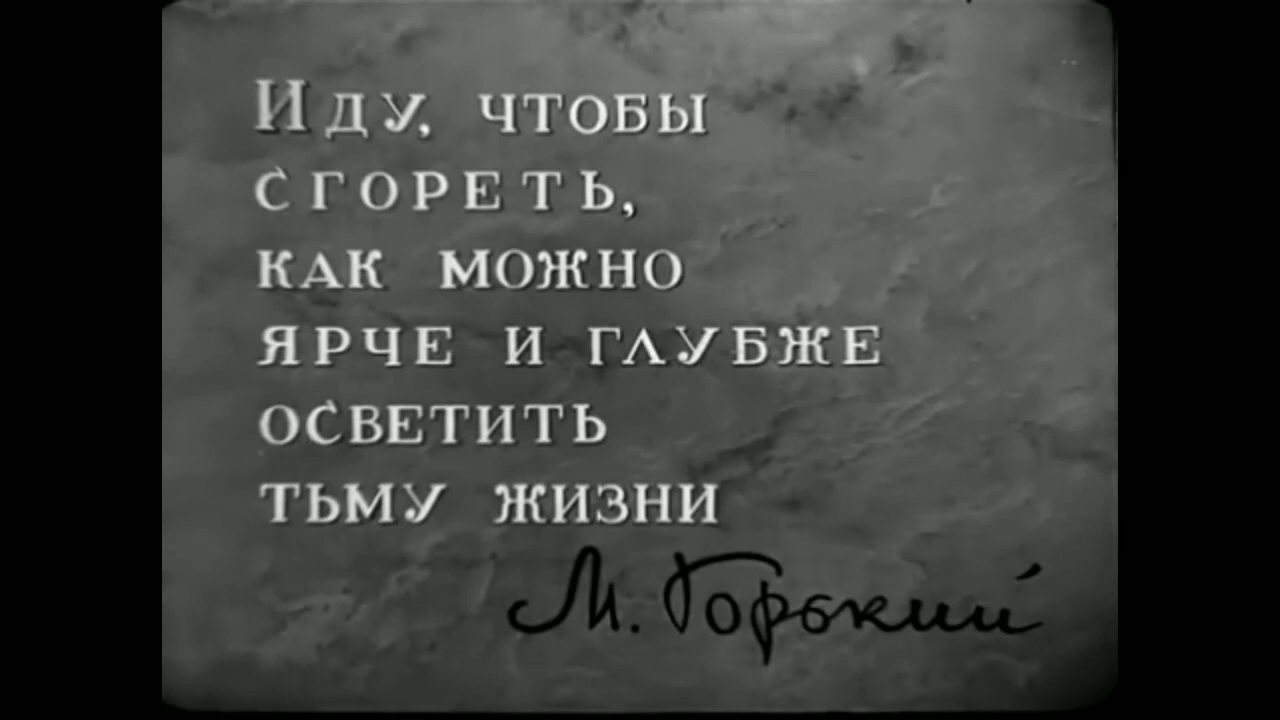 Иду, чтобы
сгореть,
как можно
ярче и глубже
осветить
тьму жизни
М. Горький